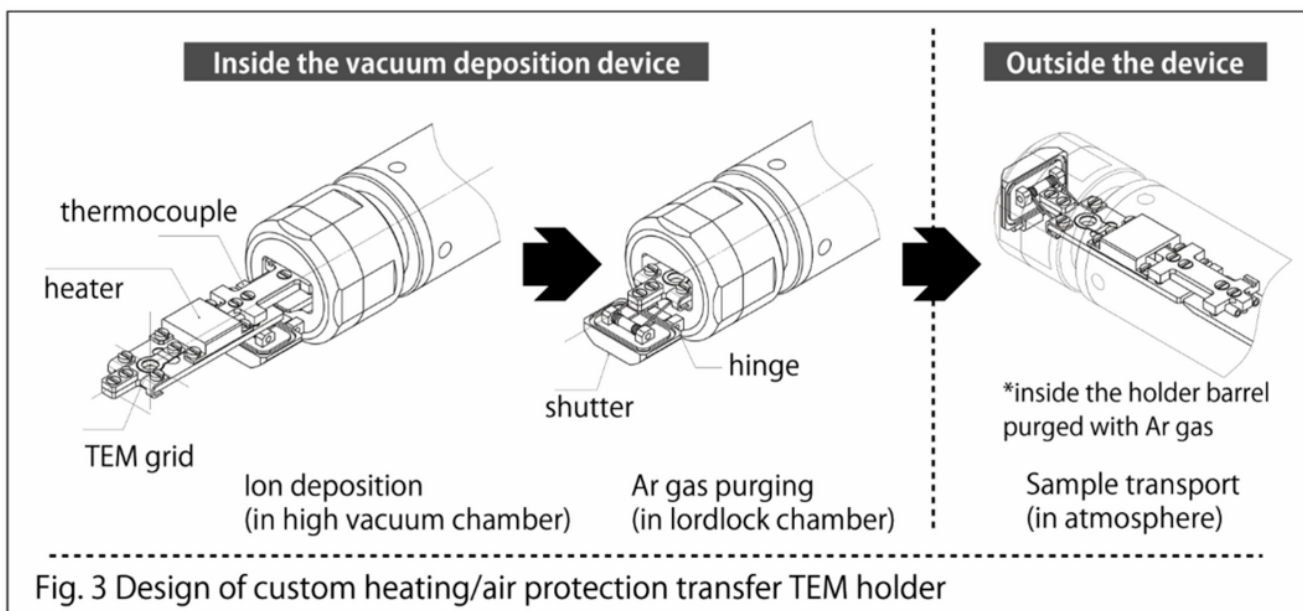 Inside the vacuum deposition device
Outside the device
thermocouple
heater
TEM grid
hinge
shutter
*inside the holder barrel
purged with Ar gas
Ion deposition
(in high vacuum chamber)
Ar gas purging
(in lordlock chamber)
Sample transport
(in atmosphere)
Fig. 3 Design of custom heating/air protection transfer TEM holder